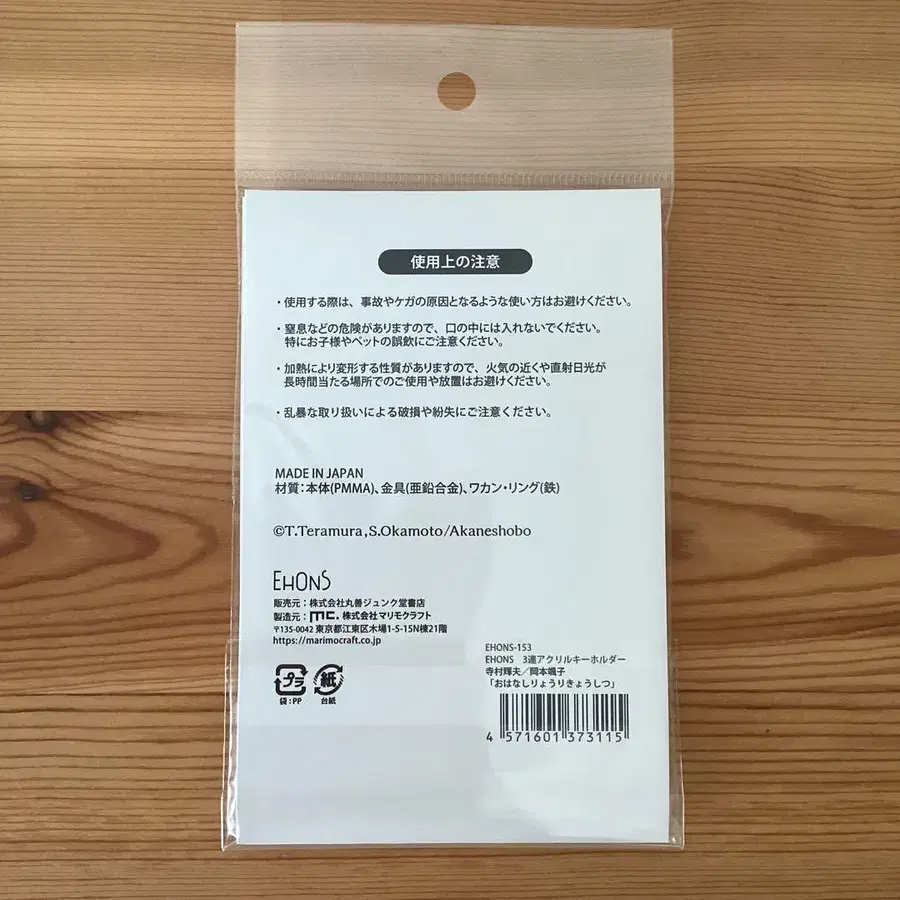 使用上の注意
・使用する際は、事故やケガの原因となるような使い方はお避けください。
・窒息などの危険がありますので、口の中には入れないでください。
特にお子様やペットの誤飲にご注意ください。
・加熱により変形する性質がありますので、火気の近くや直射日光が
長時間当たる場所でのご使用や放置はお避けください。
・乱暴な取り扱いによる破損や紛失にご注意ください。
MADE IN JAPAN
材質：本体(PMMA)、金具(亜鉛合金)、ワカン・リング(鉄)
©T.Teramura,S.Okamoto/Akaneshobo
EHONS
販売元：株式会社丸善ジュンク堂書店
製造元：mc. 株式会社マリモクラフト
〒135-0042 東京都江東区木場1-5-15N棟21階
https://marimocraft.co.jp
プラ 紙
袋：PP 台紙
EHONS-153
EHONS 3連アクリルキーホルダー
寺村輝夫／岡本颯子
「おはなしりょうりきょうしつ」
4 571601 373115